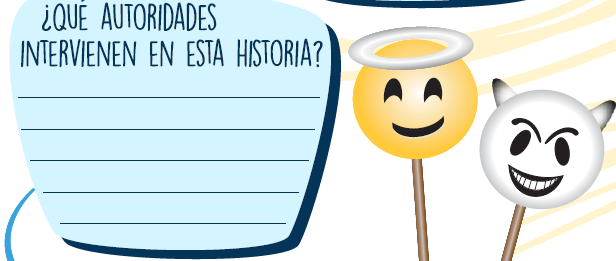 ¿QUÉ AUTORIDADES
INTERVIENEN EN ESTA HISTORIA?